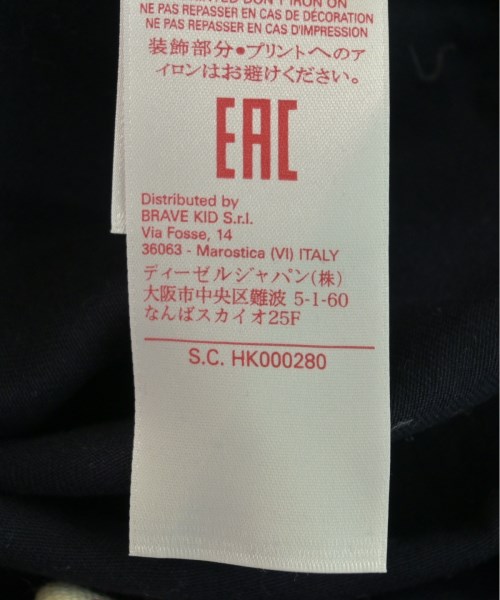 DON'T IRON ON
NE PAS REPASSER EN CAS DE DÉCORATION
NE PAS REPASSER EN CAS D'IMPRESSION
装飾部分●プリントへのア
イロンはお避けください。
EAC
Distributed by
BRAVE KID S.r.l.
Via Fosse, 14
36063 - Marostica (VI) ITALY
ディーゼルジャパン(株)
大阪市中央区難波 5-1-60
なんばスカイオ25F
S.C. HK000280